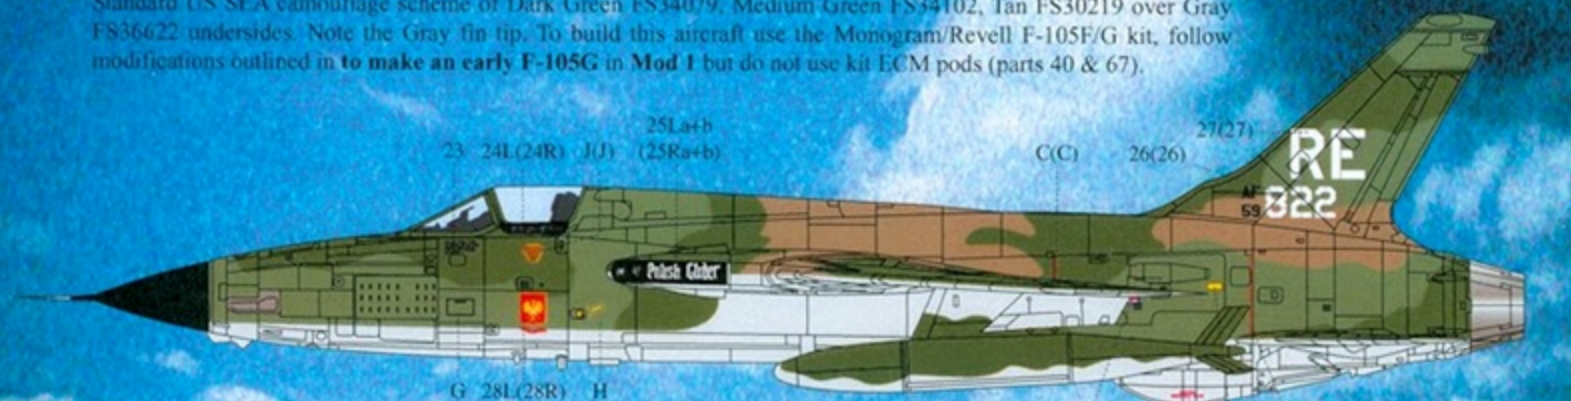 Standard US SEA camouflage scheme of Dark Green FS34079, Medium Green FS34102, Tan FS30219 over Gray
FS36622 undersides. Note the Gray fin tip. To build this aircraft use the Monogram/Revell F-105F/G kit, follow
modifications outlined in to make an early F-105G in Mod 1 but do not use kit ECM pods (parts 40 & 67).
25La+b
27(27)
23 24L(24R) J(J) (25Ra+b) C(C) 26(26)
RE
AF
59 822
Polish Glider
G 28L(28R) H